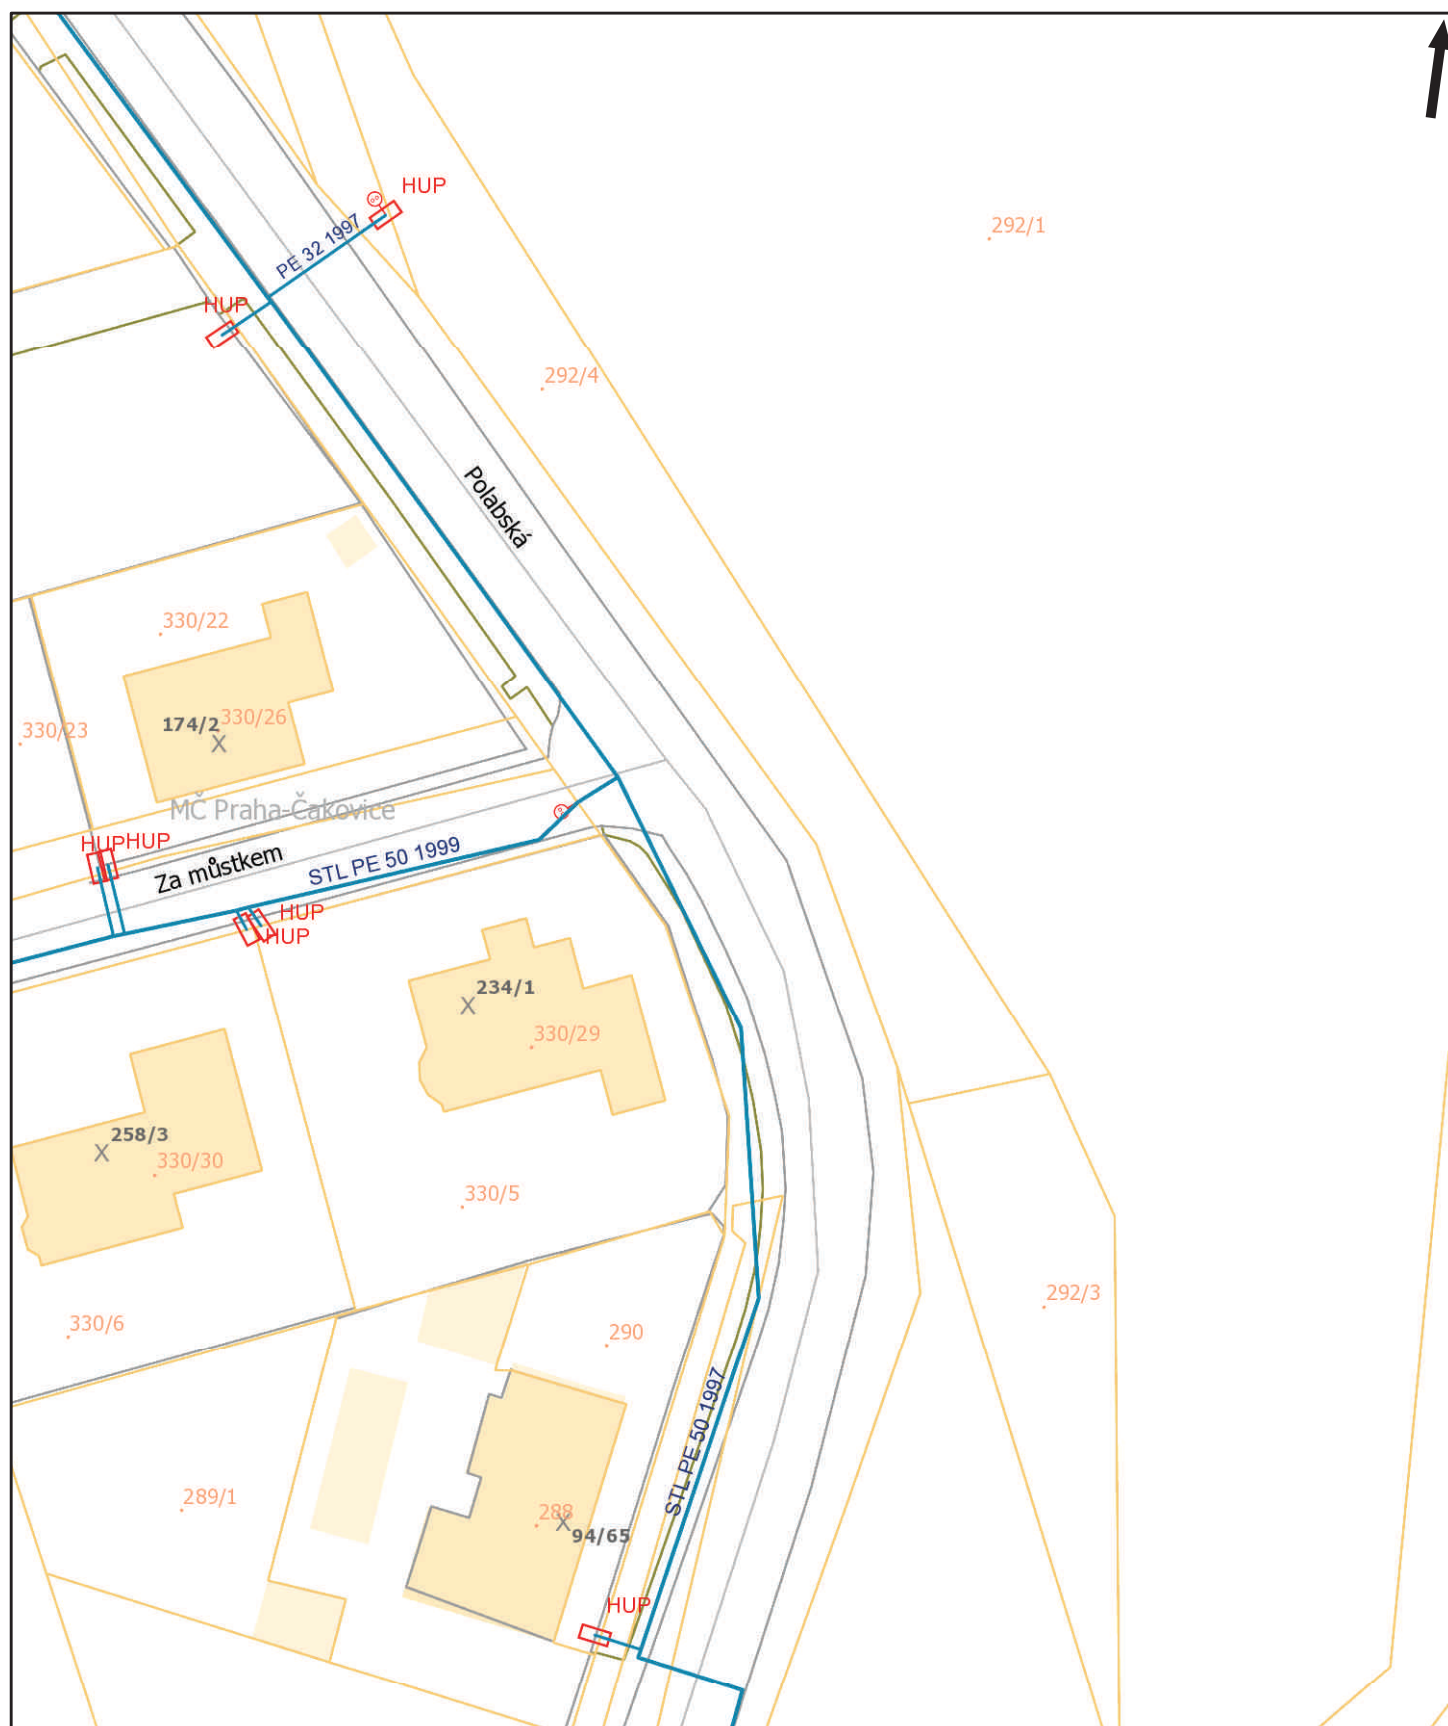 HUP
PE 32 1997
292/1
HUP
292/4
Polabská
330/22
330/23
174/2
330/26
MČ Praha-Čakovice
HUP
HUP
Za můstkem
STL PE 50 1999
HUP
HUP
234/1
330/29
258/3
330/30
330/5
292/3
330/6
290
STL PE 50 1997
289/1
288
94/65
HUP